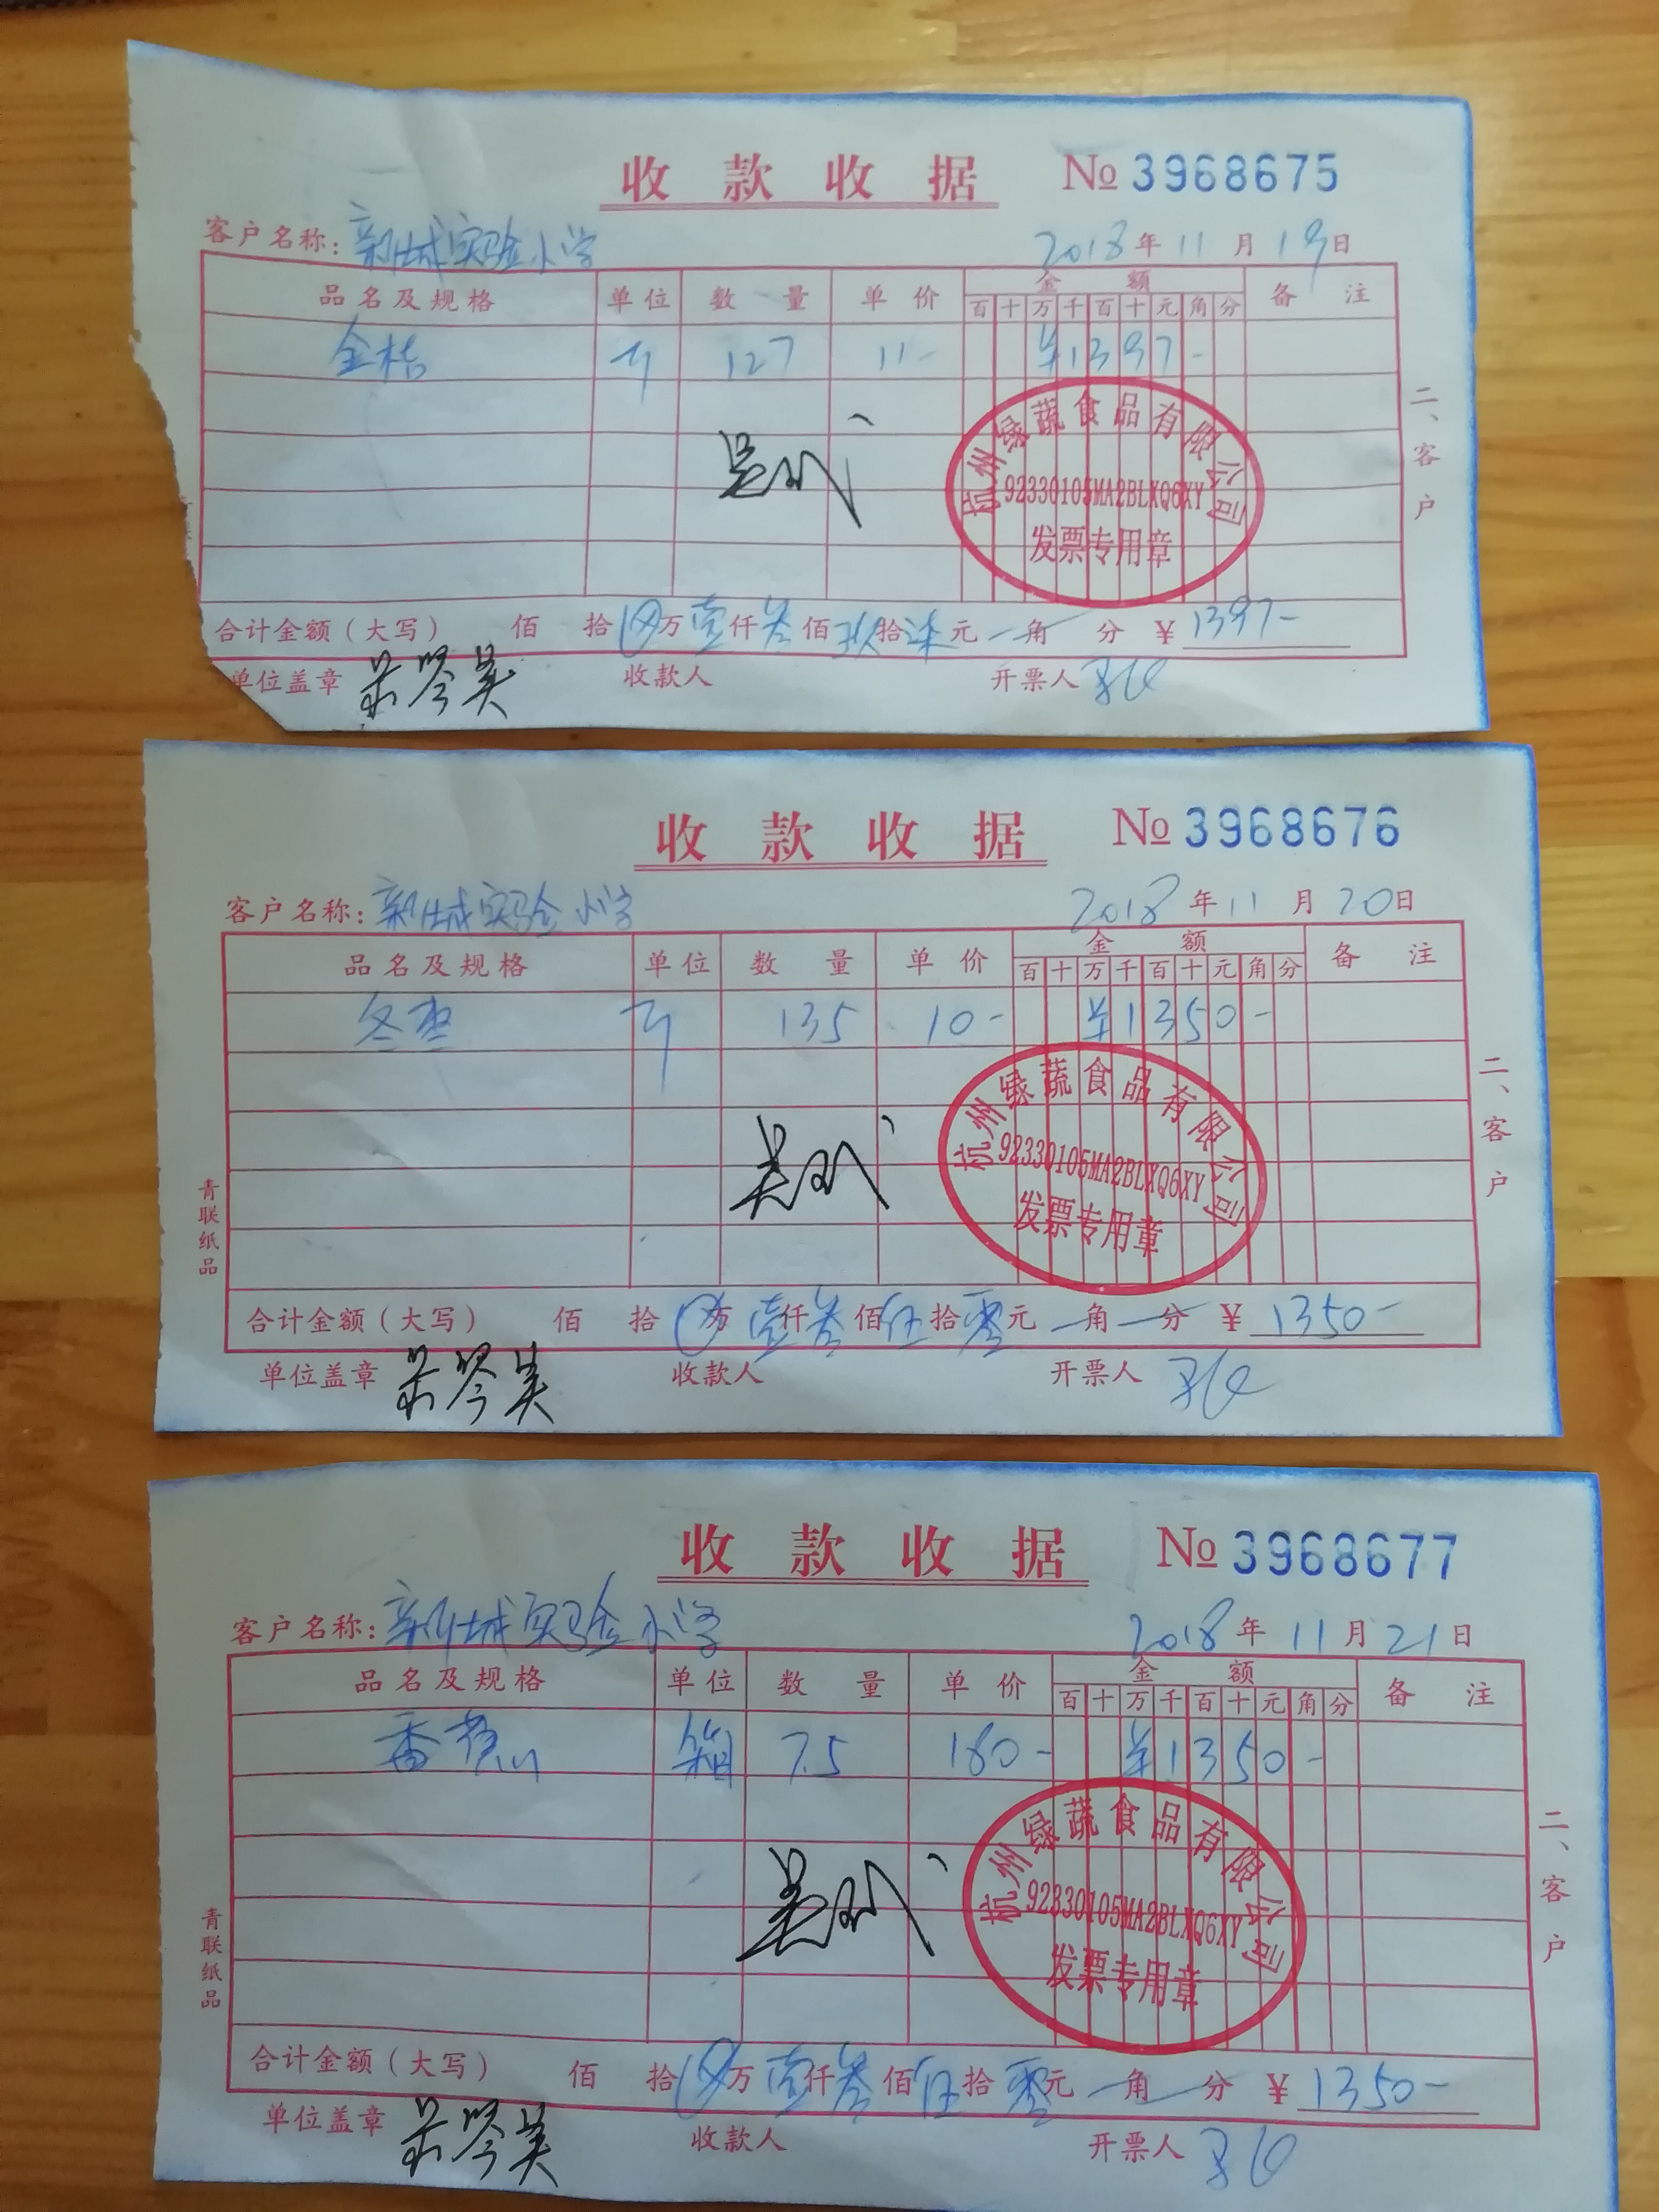 收款收据 № 3968675
客户名称：新城实验小学 2018年11月19日
品名及规格 单位 数量 单价 金额 备注
百十万千百十元角分
金桔 斤 127 11- ¥1397-
杭州绿蔬食品有限公司
92330105MA2BLXQ6XY
发票专用章
二、客户
合计金额（大写） 佰 拾 万壹仟叁佰玖拾柒元 角 分 ¥ 1397-
单位盖章 收款人 开票人
收款收据 № 3968676
客户名称：新城实验小学 2018年11月20日
品名及规格 单位 数量 单价 金额 备注
百十万千百十元角分
冬枣 斤 135 10- ¥1350-
杭州绿蔬食品有限公司
92330105MA2BLXQ6XY
发票专用章
二、客户
青联纸品
合计金额（大写） 佰 拾 万壹仟叁佰伍拾零元一角一分 ¥ 1350-
单位盖章 收款人 开票人
收款收据 № 3968677
客户名称：新城实验小学 2018年11月21日
品名及规格 单位 数量 单价 金额 备注
百十万千百十元角分
香蕉 箱 7.5 180- ¥1350-
杭州绿蔬食品有限公司
92330105MA2BLXQ6XY
发票专用章
二、客户
青联纸品
合计金额（大写） 佰 拾 万壹仟叁佰伍拾零元一角一分 ¥ 1350-
单位盖章 收款人 开票人